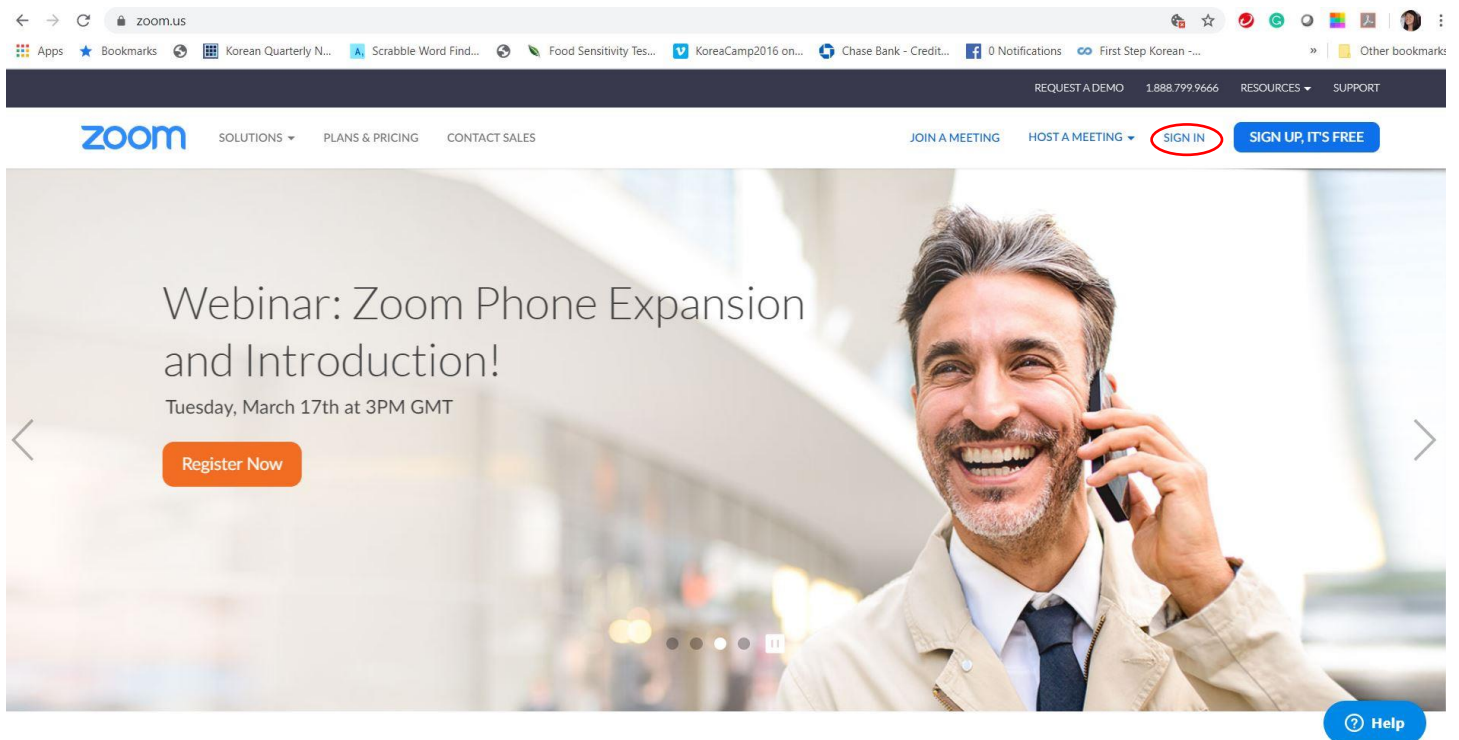 zoom.us
Apps Bookmarks Korean Quarterly N... Scrabble Word Find... Food Sensitivity Tes... KoreaCamp2016 on... Chase Bank - Credit... 0 Notifications First Step Korean -... » Other bookmarks
REQUEST A DEMO 1.888.799.9666 RESOURCES SUPPORT
zoom SOLUTIONS PLANS & PRICING CONTACT SALES JOIN A MEETING HOST A MEETING SIGN IN SIGN UP, IT'S FREE
Webinar: Zoom Phone Expansion
and Introduction!
Tuesday, March 17th at 3PM GMT
Register Now
Help